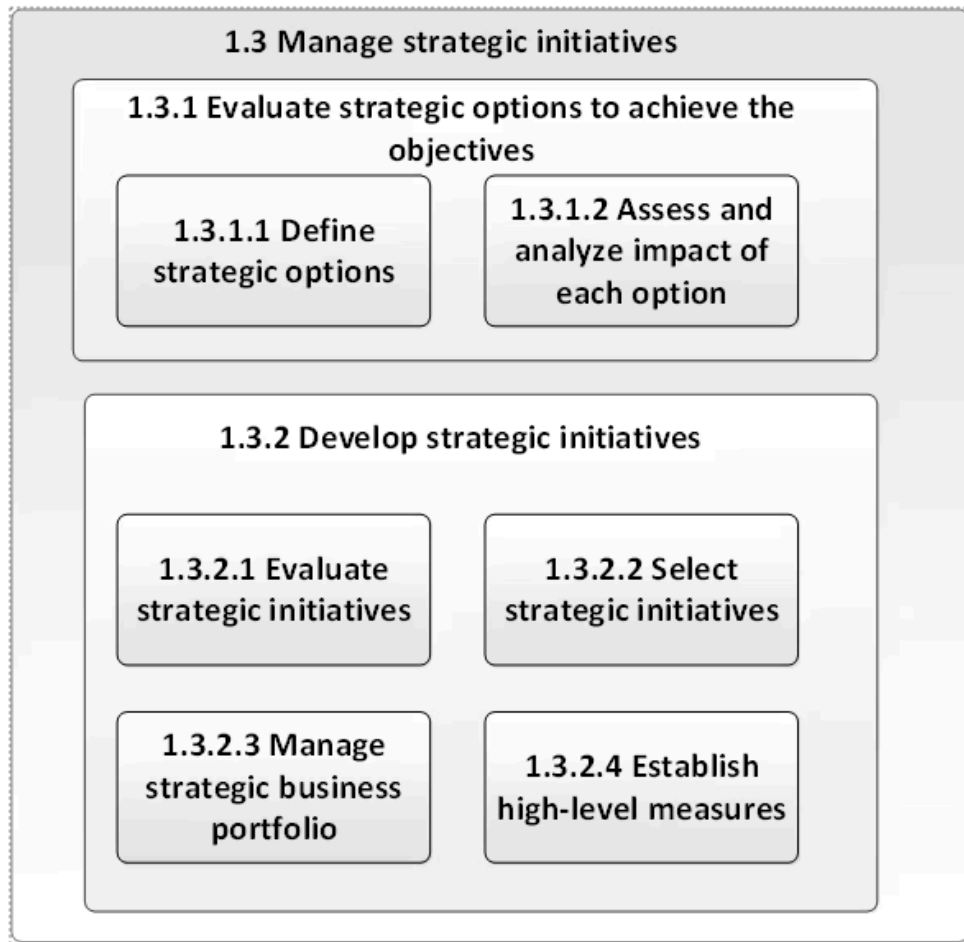 1.3 Manage strategic initiatives
1.3.1 Evaluate strategic options to achieve the
objectives
1.3.1.1 Define
strategic options
1.3.1.2 Assess and
analyze impact of
each option
1.3.2 Develop strategic initiatives
1.3.2.1 Evaluate
strategic initiatives
1.3.2.2 Select
strategic initiatives
1.3.2.3 Manage
strategic business
portfolio
1.3.2.4 Establish
high-level measures